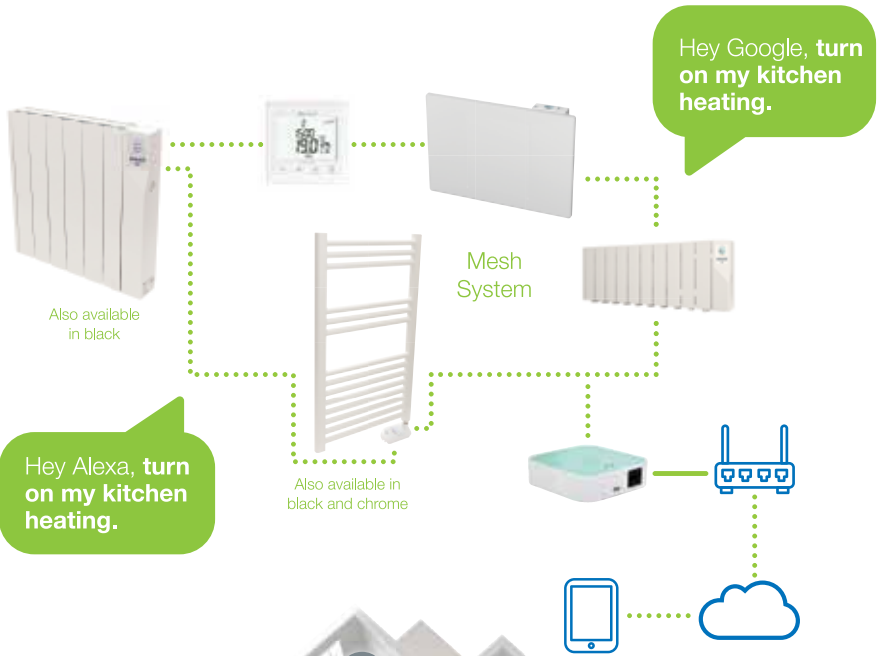 Hey Google, turn
on my kitchen
heating.
Mesh
System
Also available
in black
Hey Alexa, turn
on my kitchen
heating.
Also available in
black and chrome